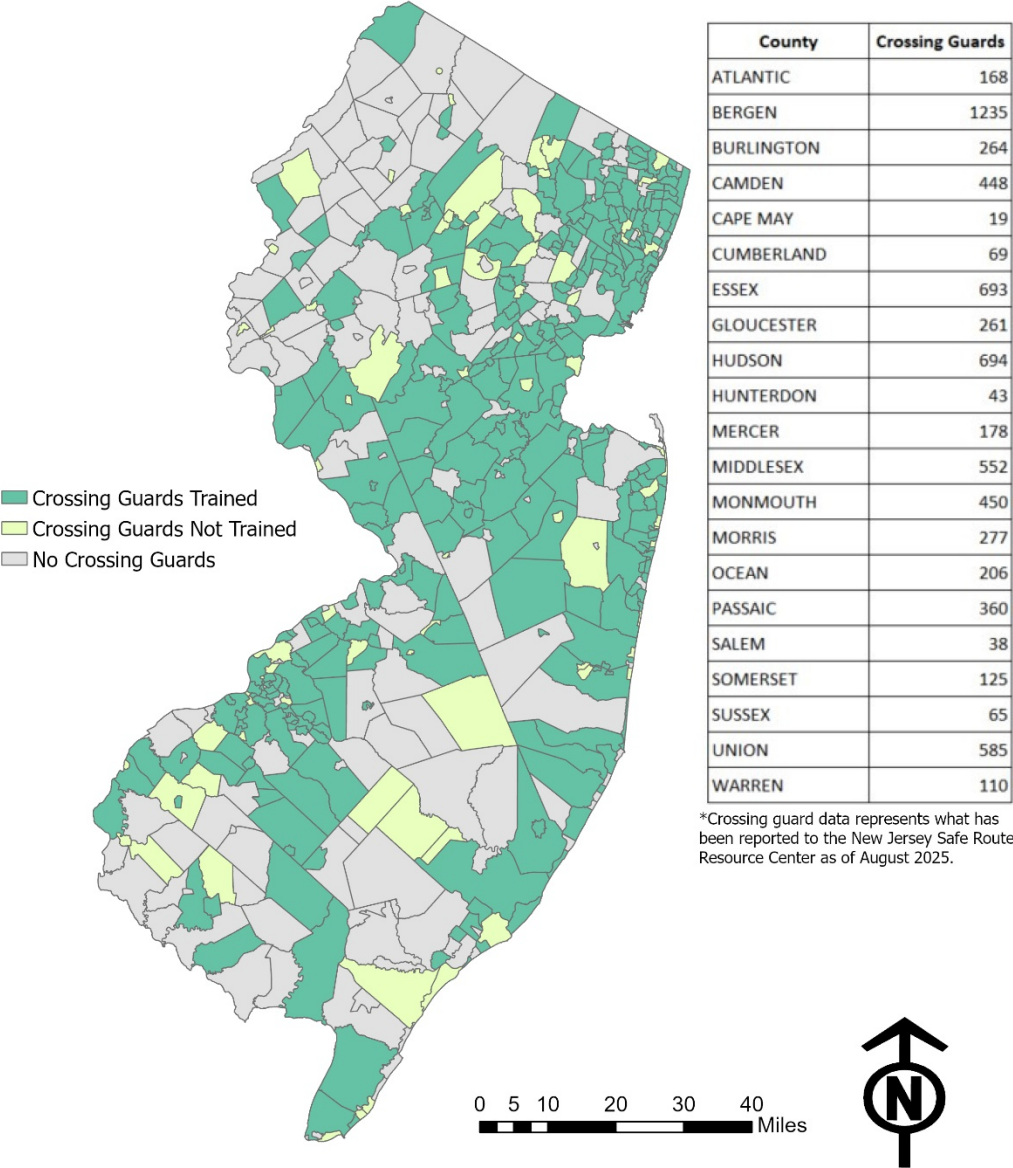 County Crossing Guards
ATLANTIC 168
BERGEN 1235
BURLINGTON 264
CAMDEN 448
CAPE MAY 19
CUMBERLAND 69
ESSEX 693
GLOUCESTER 261
HUDSON 694
HUNTERDON 43
MERCER 178
MIDDLESEX 552
MONMOUTH 450
MORRIS 277
OCEAN 206
PASSAIC 360
SALEM 38
SOMERSET 125
SUSSEX 65
UNION 585
WARREN 110
*Crossing guard data represents what has
been reported to the New Jersey Safe Route
Resource Center as of August 2025.
Crossing Guards Trained
Crossing Guards Not Trained
No Crossing Guards
0 5 10 20 30 40
Miles
N